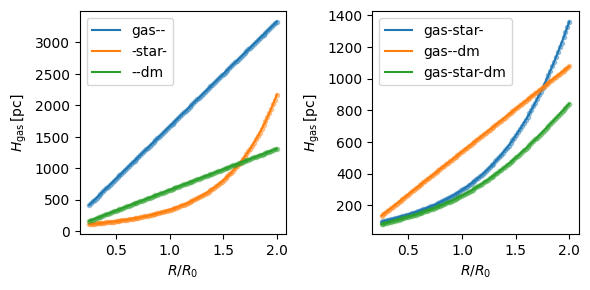 gas--
-star-
--dm
3000
2500
2000
1500
1000
500
0
0.5
1.0
1.5
2.0
H_gas [pc]
R/R_0
gas-star-
gas--dm
gas-star-dm
1400
1200
1000
800
600
400
200
0.5
1.0
1.5
2.0
H_gas [pc]
R/R_0